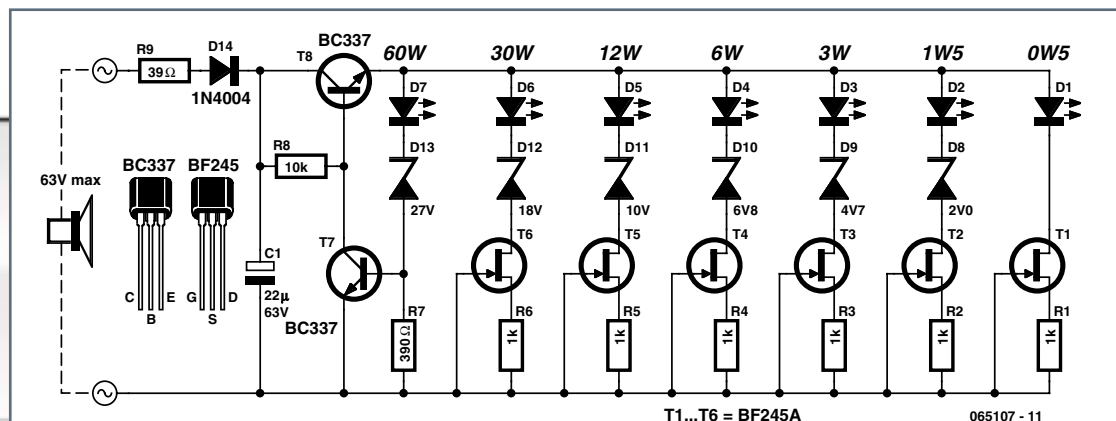 BC337
60W
30W
12W
6W
3W
1W5
0W5
R9
39Ω
D14
1N4004
T8
D7
D6
D5
D4
D3
D2
D1
R8
10k
D13
27V
D12
18V
D11
10V
D10
6V8
D9
4V7
D8
2V0
63V max
BC337
BF245
C
B
E
G
S
D
C1
22µ
63V
T7
BC337
T6
T5
T4
T3
T2
T1
R7
390Ω
R6
1k
R5
1k
R4
1k
R3
1k
R2
1k
R1
1k
T1...T6 = BF245A
065107 - 11